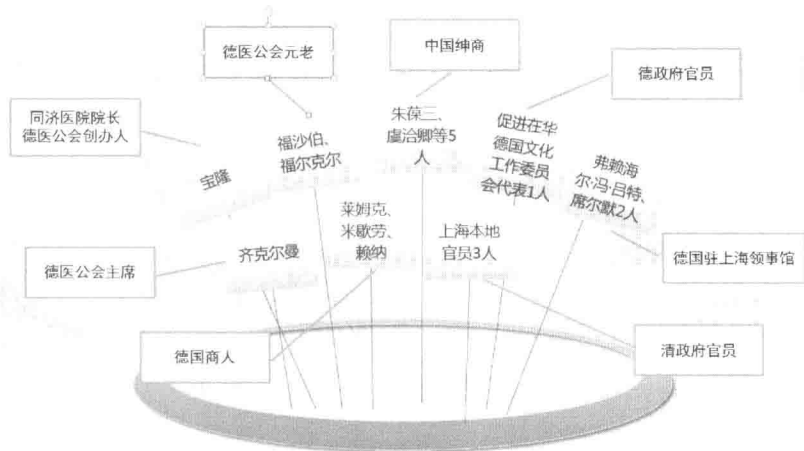 德医公会元老
中国绅商
德政府官员
同济医院院长
德医公会创办人
宝隆
福沙伯、
福尔克尔
朱葆三、
虞洽卿等5
人
促进在华
德国文化
工作委员
会代表1人
弗赖海
尔·冯·吕特、
席尔默2人
德医公会主席
齐克尔曼
莱姆克、
米歇劳、
赖纳
上海本地
官员3人
德国驻上海领事馆
德国商人
清政府官员